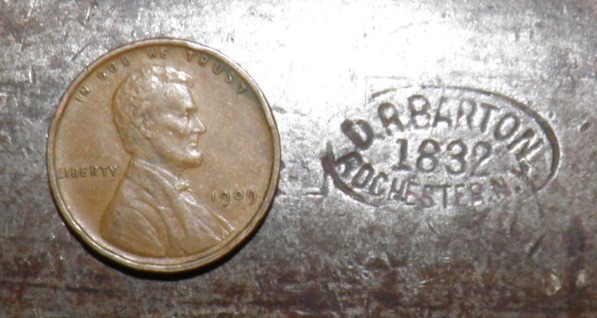 IN GOD WE TRUST
LIBERTY
1909
D.R.BARTON
1832
ROCHESTER.N.Y.